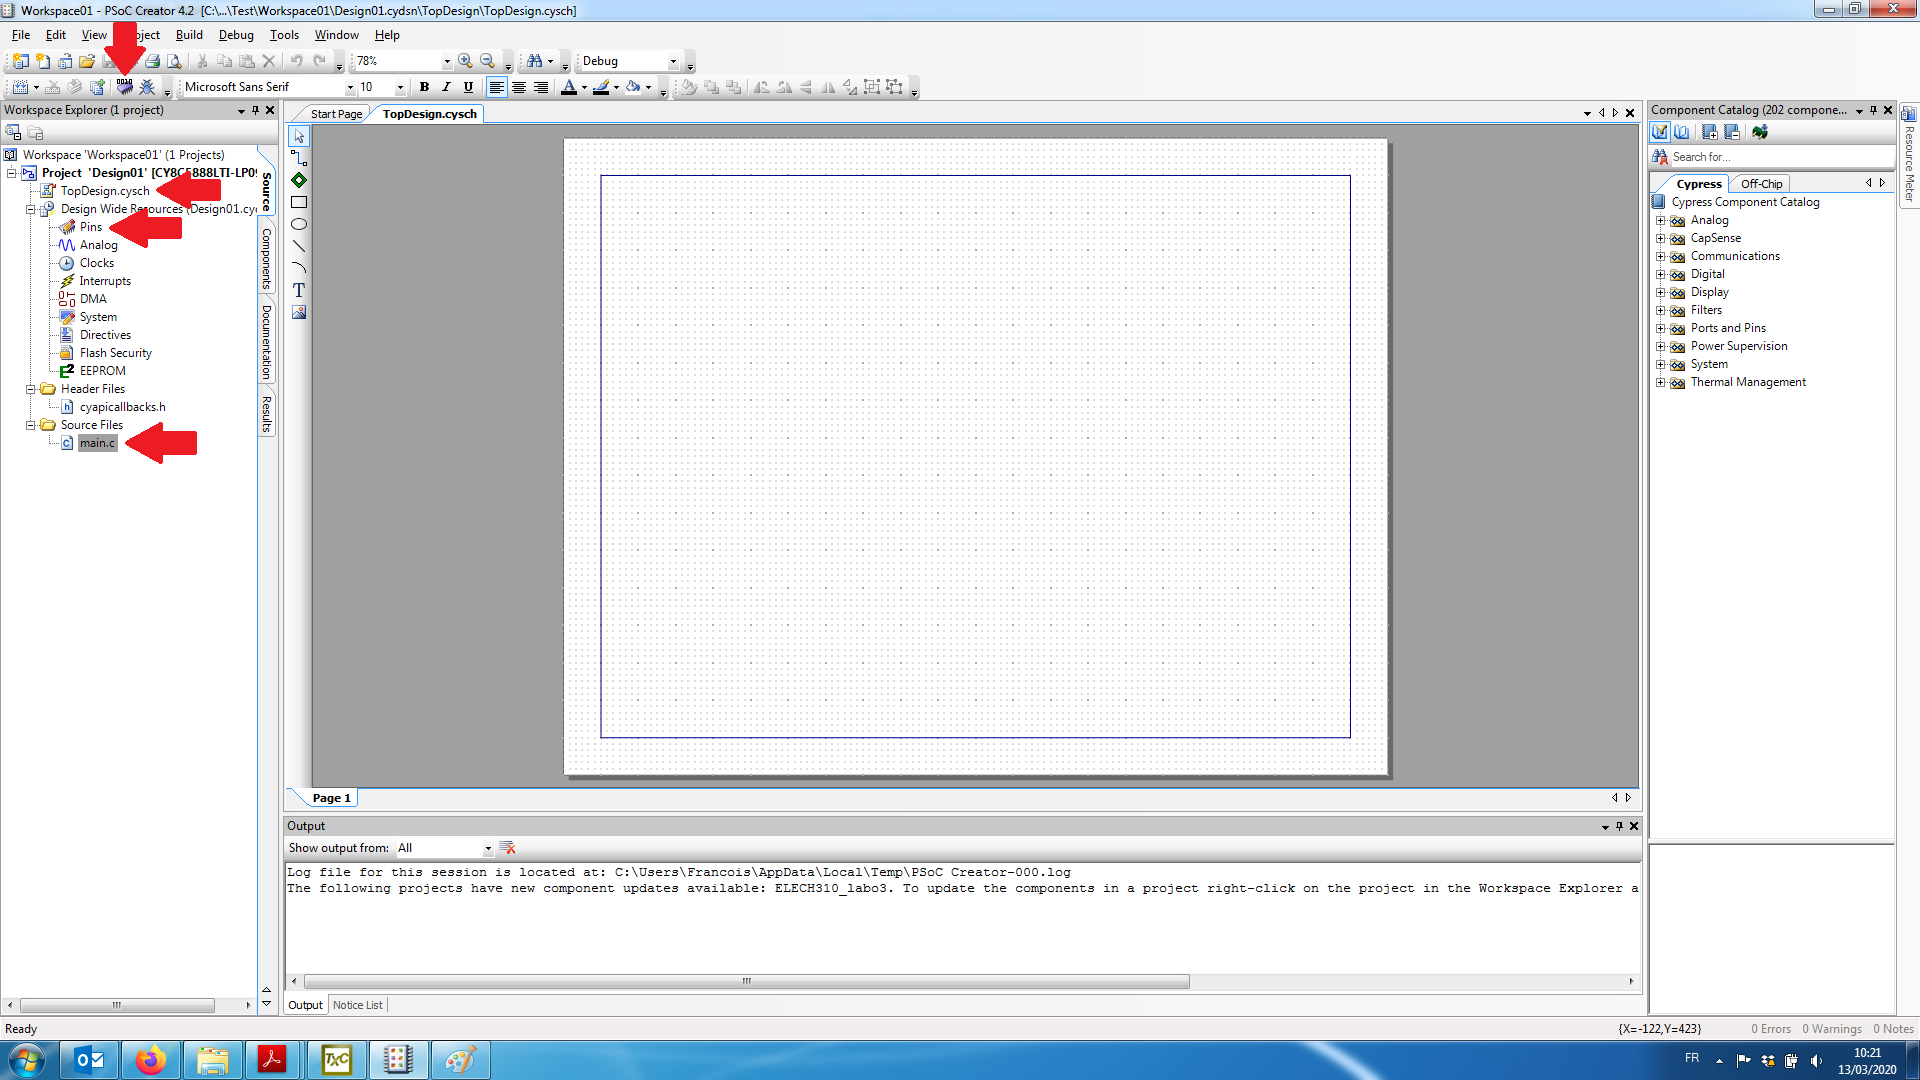 Workspace01 - PSoC Creator 4.2 [C:\...\Test\Workspace01\Design01.cydsn\TopDesign\TopDesign.cysch]
File Edit View Build Debug Tools Window Help
78% Debug
Microsoft Sans Serif 10 B I U A
Workspace Explorer (1 project)
Workspace 'Workspace01' (1 Projects)
Project 'Design01'
TopDesign.cysch
Design Wide Resources (Design01.cyd
Pins
Analog
Clocks
Interrupts
DMA
System
Directives
Flash Security
EEPROM
Header Files
cyapicallbacks.h
Source Files
main.c
Source
Components
Documentation
Results
Start Page TopDesign.cysch
T
Page 1
Output
Show output from: All
Log file for this session is located at: C:\Users\Francois\AppData\Local\Temp\PSoC Creator-000.log
The following projects have new component updates available: ELECH310_labo3. To update the components in a project right-click on the project in the Workspace Explorer a
Output Notice List
Component Catalog (202 compone...
Search for...
Cypress Off-Chip
Cypress Component Catalog
Analog
CapSense
Communications
Digital
Display
Filters
Ports and Pins
Power Supervision
System
Thermal Management
Resource Meter
Ready {X=-122,Y=423} 0 Errors 0 Warnings 0 Notes
TXC
FR
10:21
13/03/2020